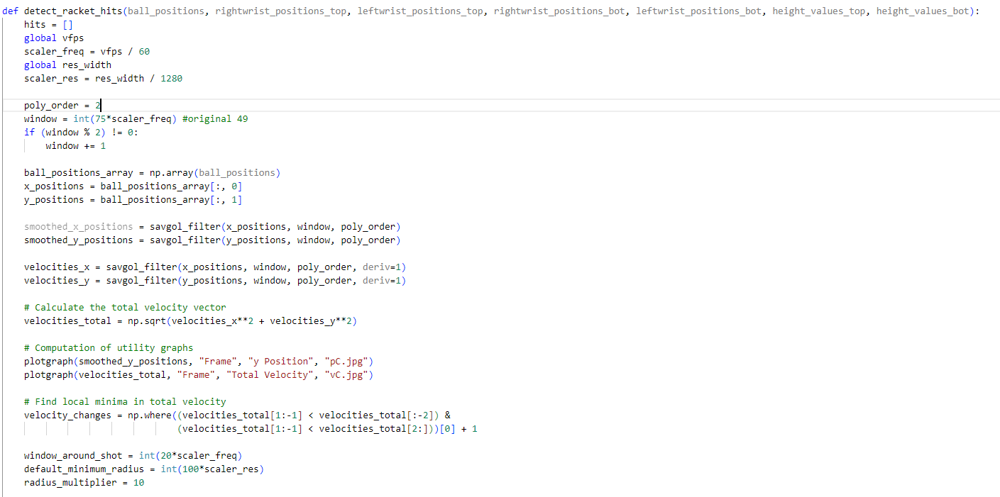 def detect_racket_hits(ball_positions, rightwrist_positions_top, leftwrist_positions_top, rightwrist_positions_bot, leftwrist_positions_bot, height_values_top, height_values_bot):
    hits = []
    global vfps
    scaler_freq = vfps / 60
    global res_width
    scaler_res = res_width / 1280

    poly_order = 2
    window = int(75*scaler_freq) #original 49
    if (window % 2) != 0:
        window += 1

    ball_positions_array = np.array(ball_positions)
    x_positions = ball_positions_array[:, 0]
    y_positions = ball_positions_array[:, 1]

    smoothed_x_positions = savgol_filter(x_positions, window, poly_order)
    smoothed_y_positions = savgol_filter(y_positions, window, poly_order)

    velocities_x = savgol_filter(x_positions, window, poly_order, deriv=1)
    velocities_y = savgol_filter(y_positions, window, poly_order, deriv=1)

    # Calculate the total velocity vector
    velocities_total = np.sqrt(velocities_x**2 + velocities_y**2)

    # Computation of utility graphs
    plotgraph(smoothed_y_positions, "Frame", "y Position", "pC.jpg")
    plotgraph(velocities_total, "Frame", "Total Velocity", "vC.jpg")

    # Find local minima in total velocity
    velocity_changes = np.where((velocities_total[1:-1] < velocities_total[:-2]) &
                                (velocities_total[1:-1] < velocities_total[2:]))[0] + 1

    window_around_shot = int(20*scaler_freq)
    default_minimum_radius = int(100*scaler_res)
    radius_multiplier = 10